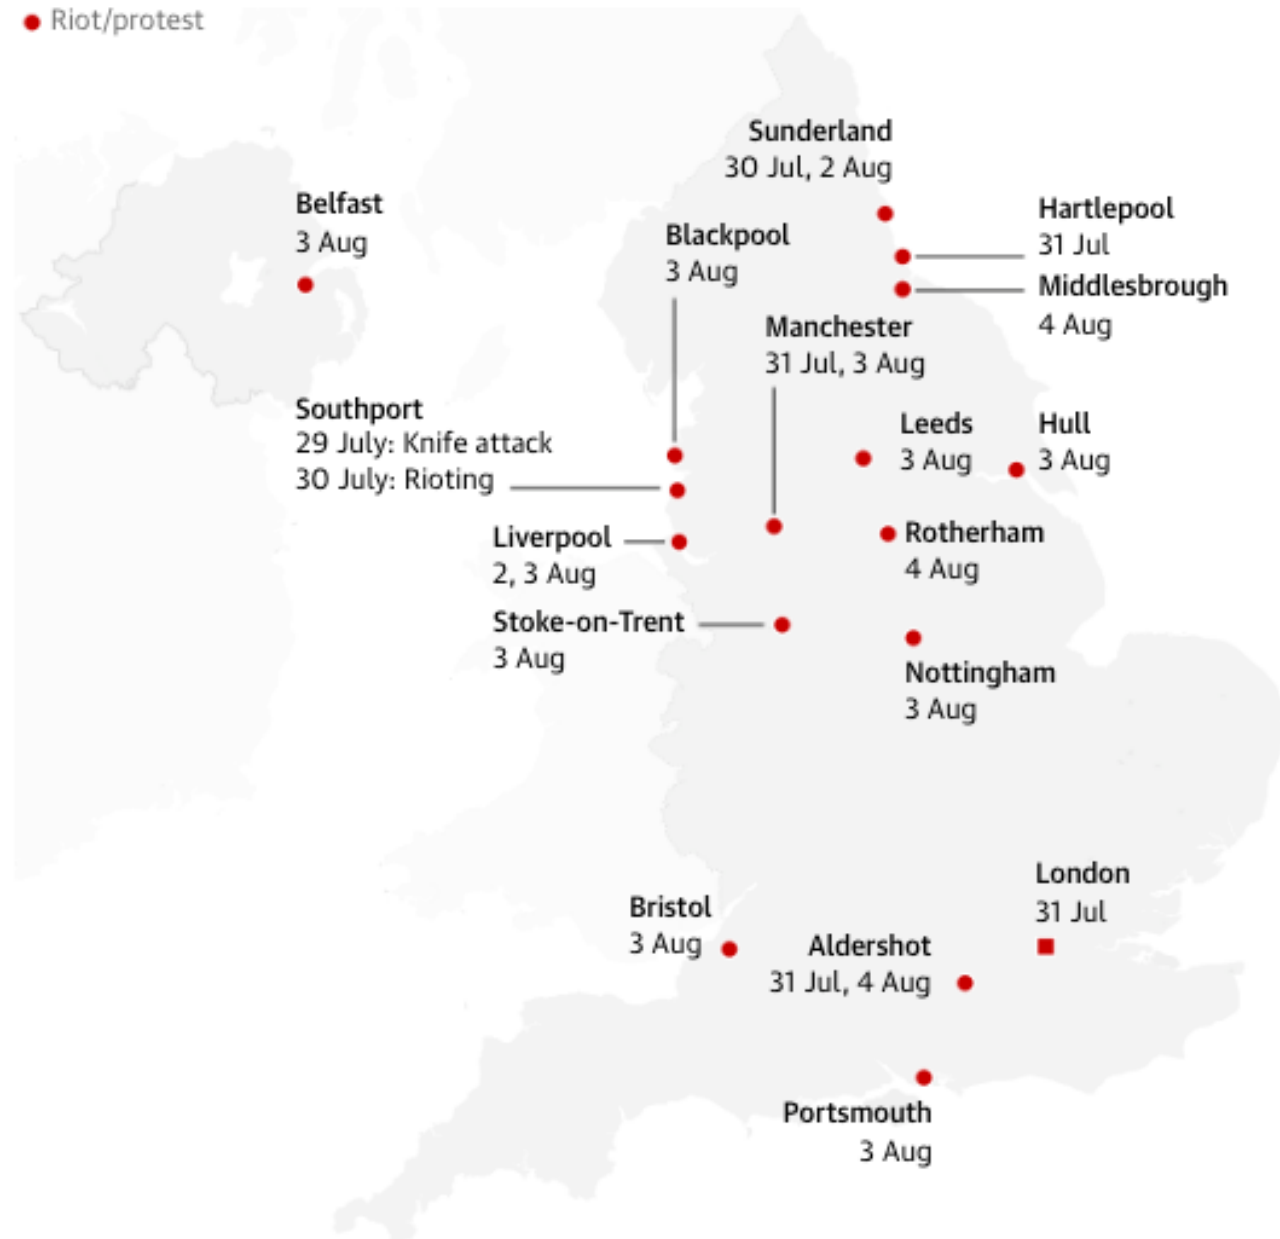 Riot/protest
Sunderland
30 Jul, 2 Aug
Belfast
3 Aug
Blackpool
3 Aug
Hartlepool
31 Jul
Middlesbrough
4 Aug
Manchester
31 Jul, 3 Aug
Southport
29 July: Knife attack
30 July: Rioting
Leeds
3 Aug
Hull
3 Aug
Liverpool
2, 3 Aug
Rotherham
4 Aug
Stoke-on-Trent
3 Aug
Nottingham
3 Aug
London
31 Jul
Bristol
3 Aug
Aldershot
31 Jul, 4 Aug
Portsmouth
3 Aug